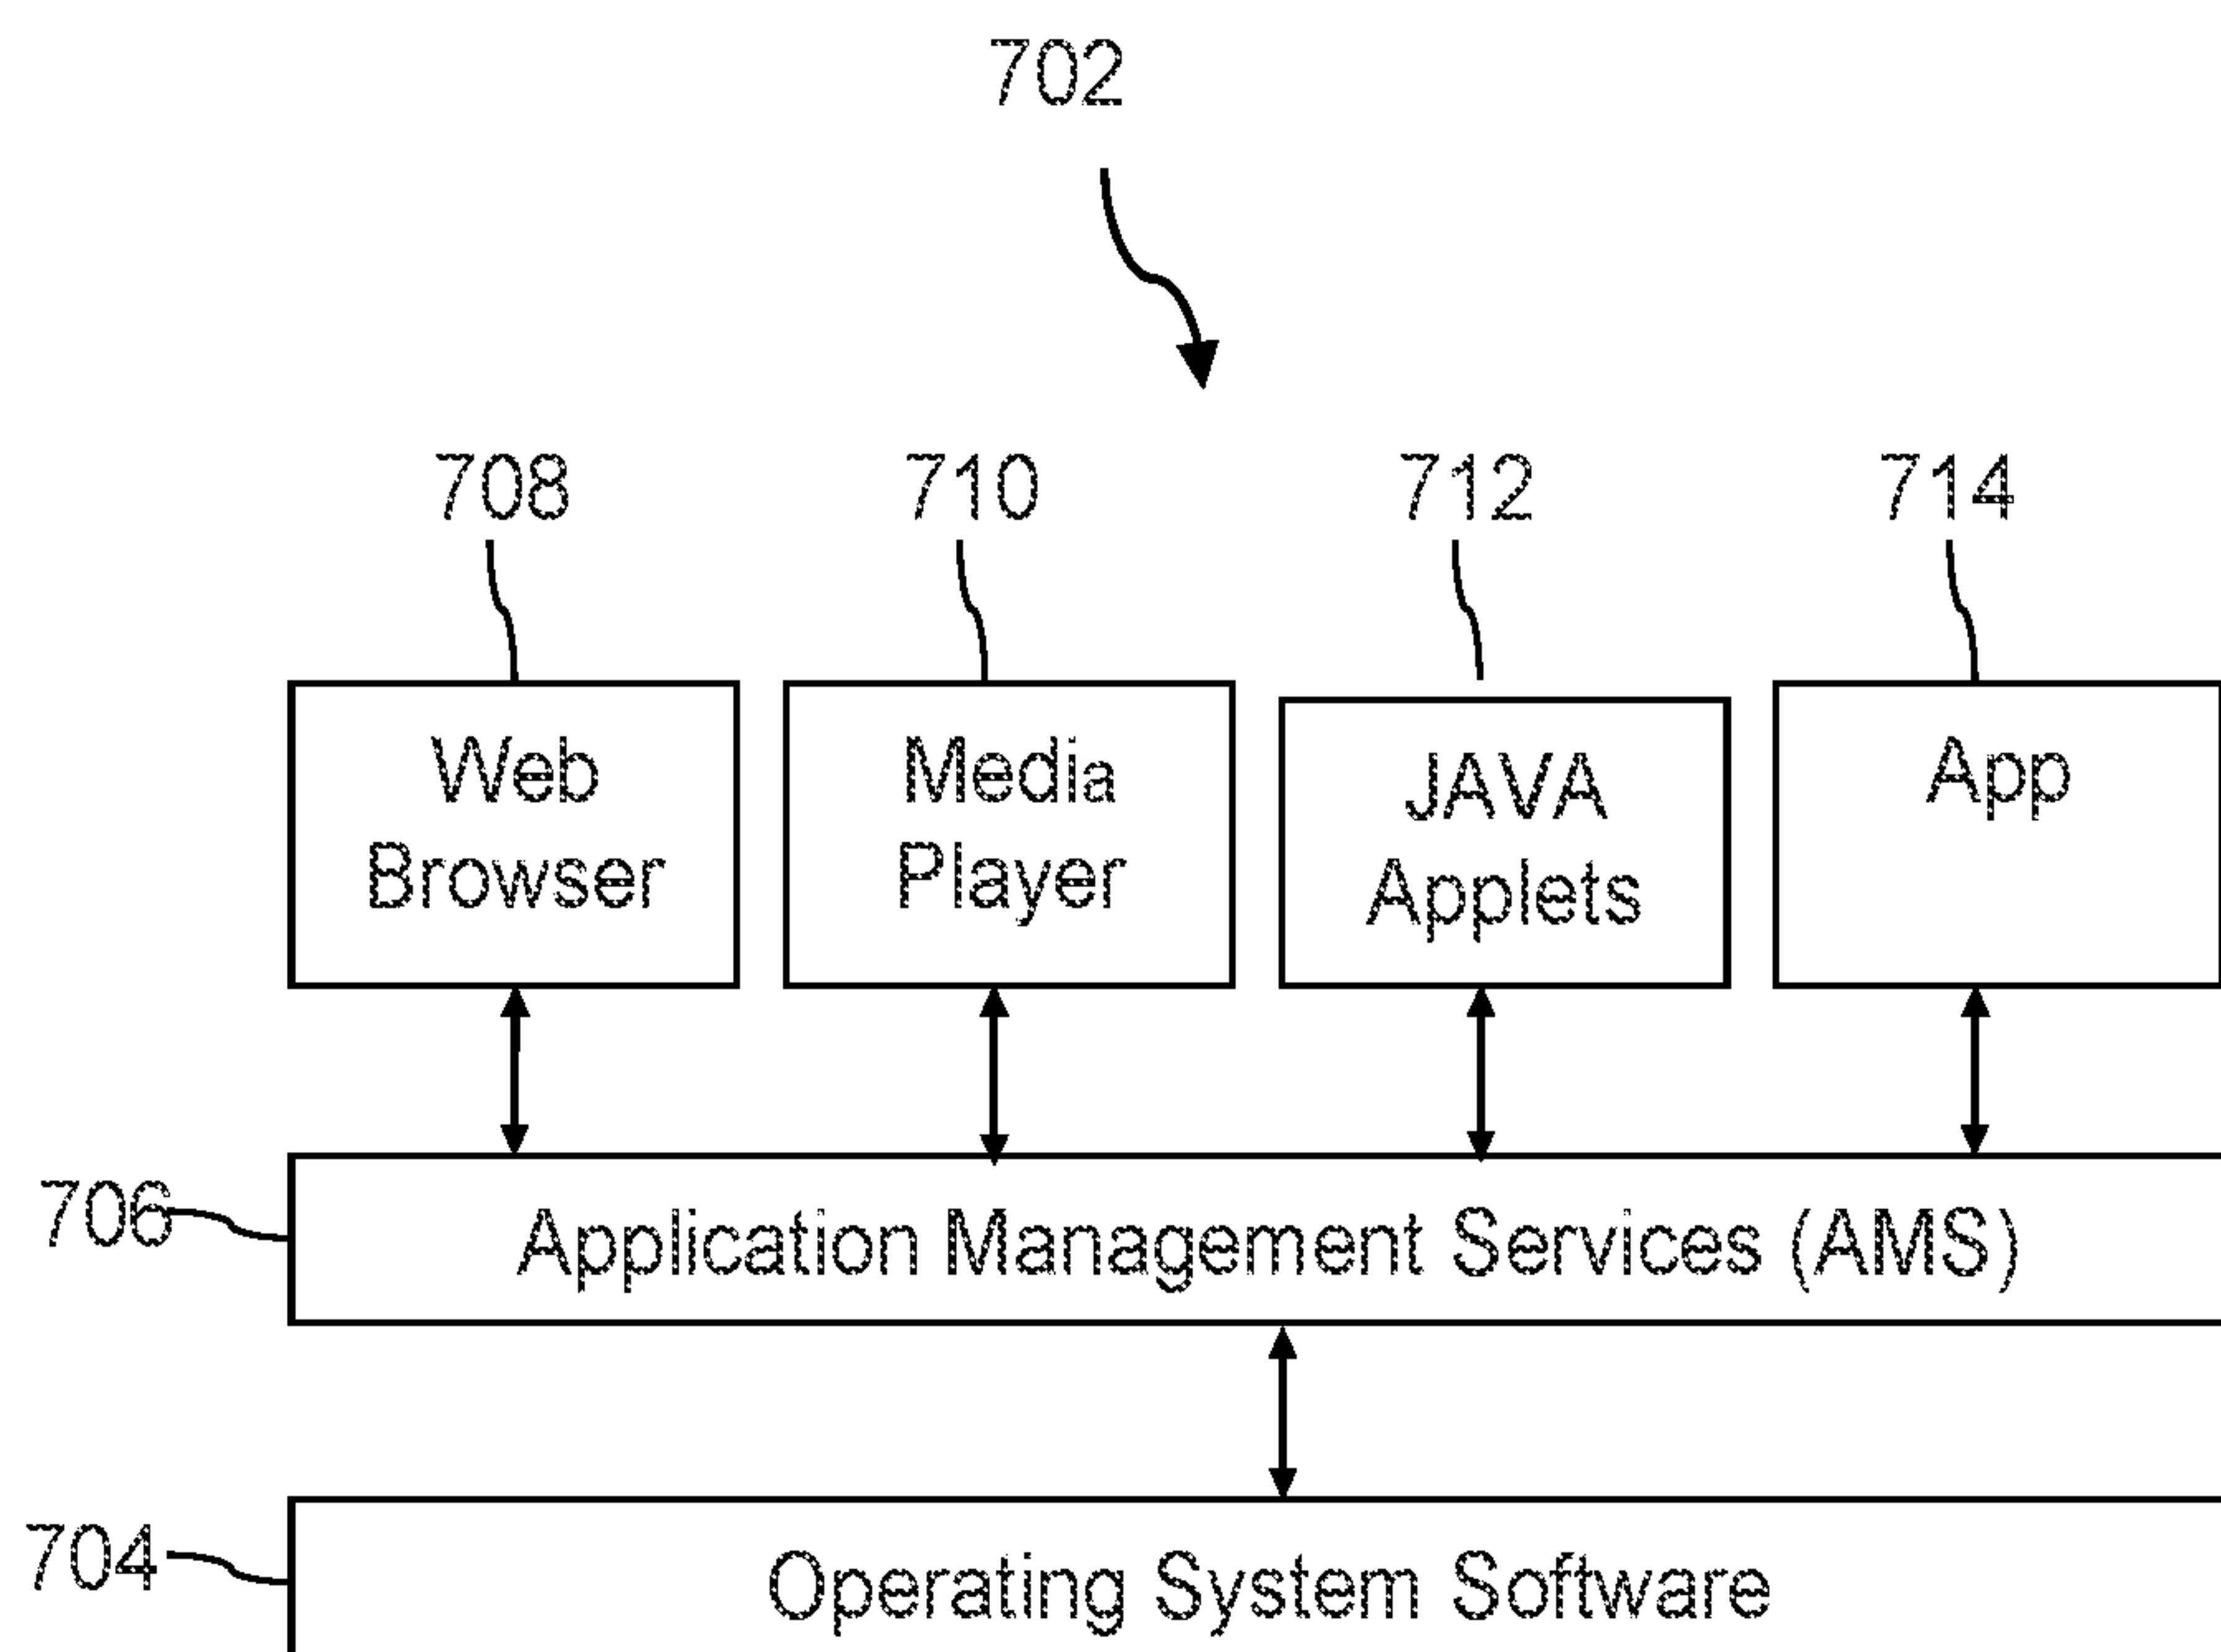 702
708 710 712 714
Web Browser
Media Player
JAVA Applets
App
706 Application Management Services (AMS)
704 Operating System Software